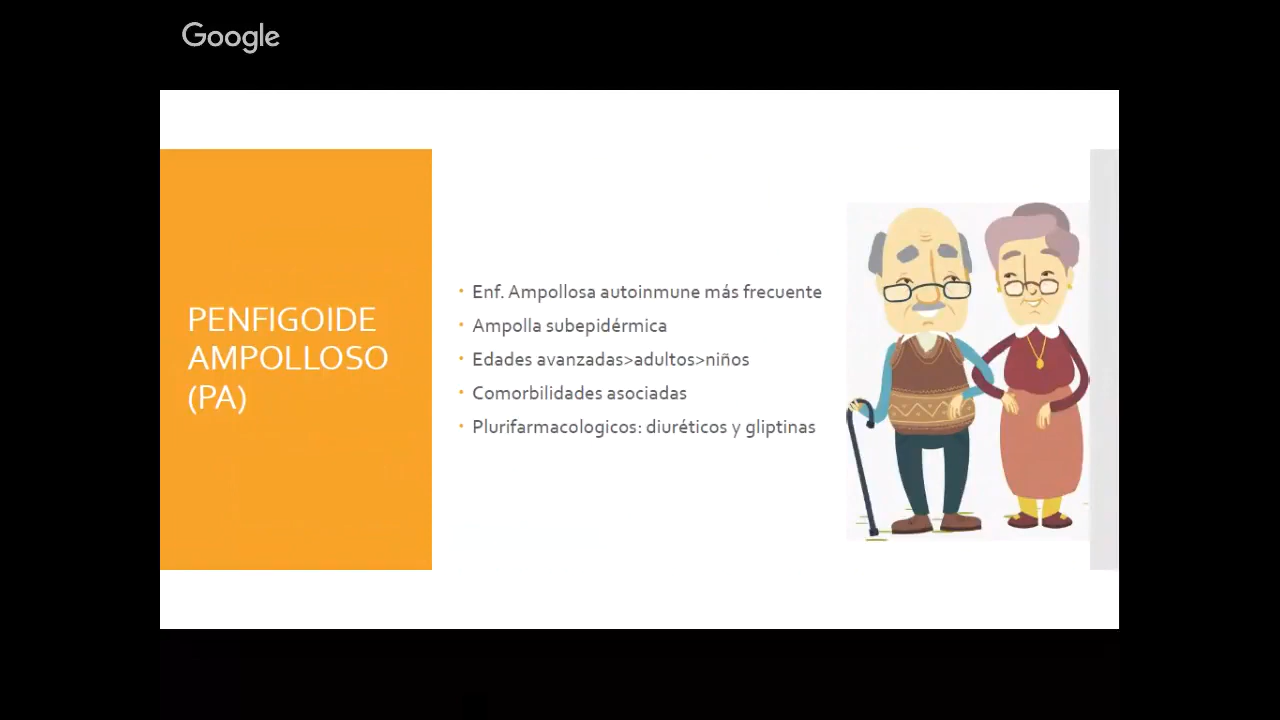 Google
PENFIGOIDE
AMPOLLOSO
(PA)
• Enf. Ampollosa autoinmune más frecuente
• Ampolla subepidérmica
• Edades avanzadas>adultos>niños
• Comorbilidades asociadas
• Plurifarmacologicos: diuréticos y gliptinas